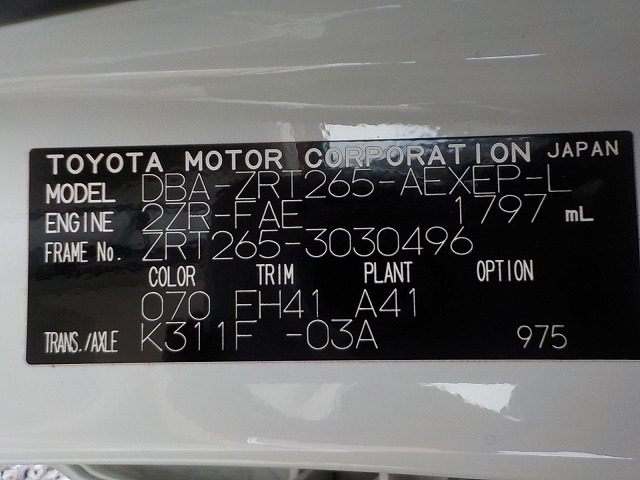 TOYOTA MOTOR CORPORATION JAPAN
MODEL DBA-ZRT265-AEXEP-L
ENGINE 2ZR-FAE 1797 mL
FRAME No. ZRT265-3030496
COLOR TRIM PLANT OPTION
070 FH41 A41
TRANS./AXLE K311F -03A 975